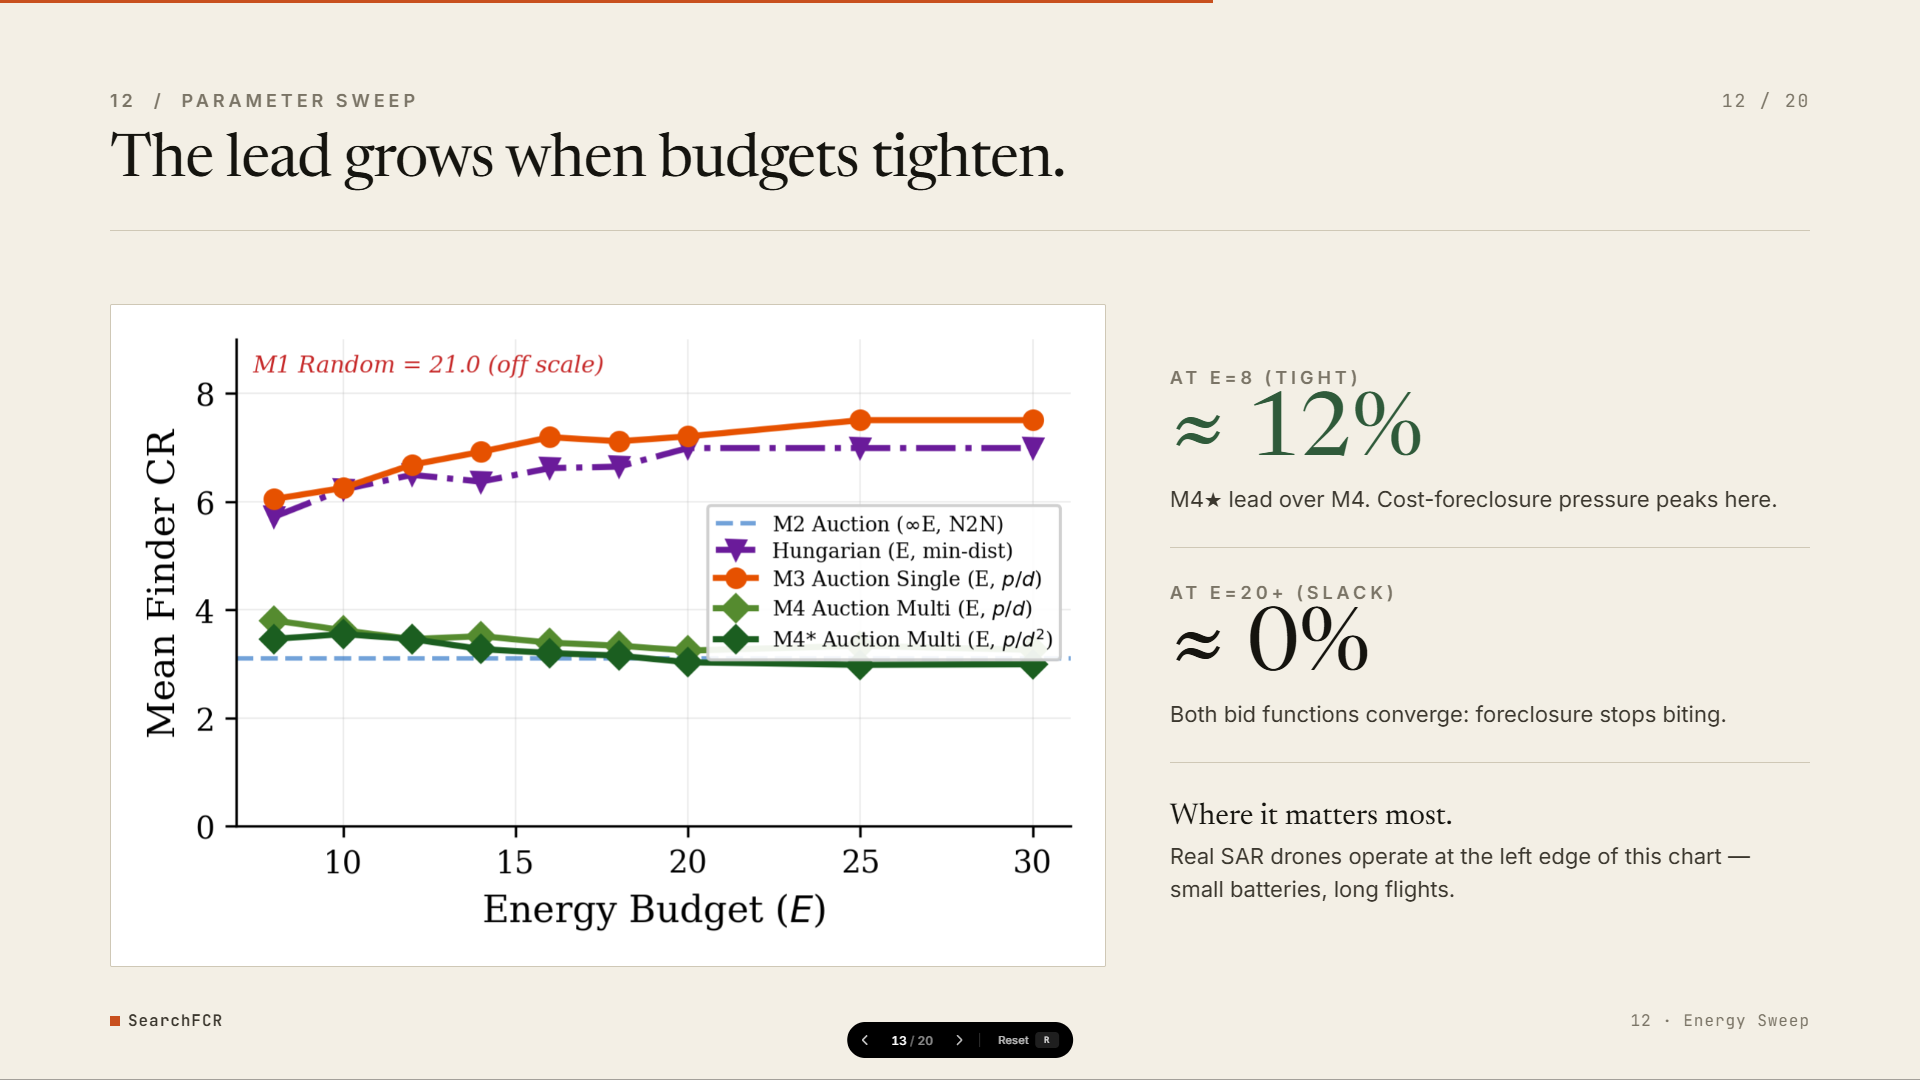 12 / PARAMETER SWEEP
12 / 20
The lead grows when budgets tighten.
M1 Random = 21.0 (off scale)
8
6
4
2
0
Mean Finder CR
M2 Auction (∞E, N2N)
Hungarian (E, min-dist)
M3 Auction Single (E, p/d)
M4 Auction Multi (E, p/d)
M4* Auction Multi (E, p/d²)
10 15 20 25 30
Energy Budget (E)
AT E=8 (TIGHT)
≈ 12%
M4★ lead over M4. Cost-foreclosure pressure peaks here.
AT E=20+ (SLACK)
≈ 0%
Both bid functions converge: foreclosure stops biting.
Where it matters most.
Real SAR drones operate at the left edge of this chart —
small batteries, long flights.
SearchFCR
13 / 20 Reset R
12 · Energy Sweep